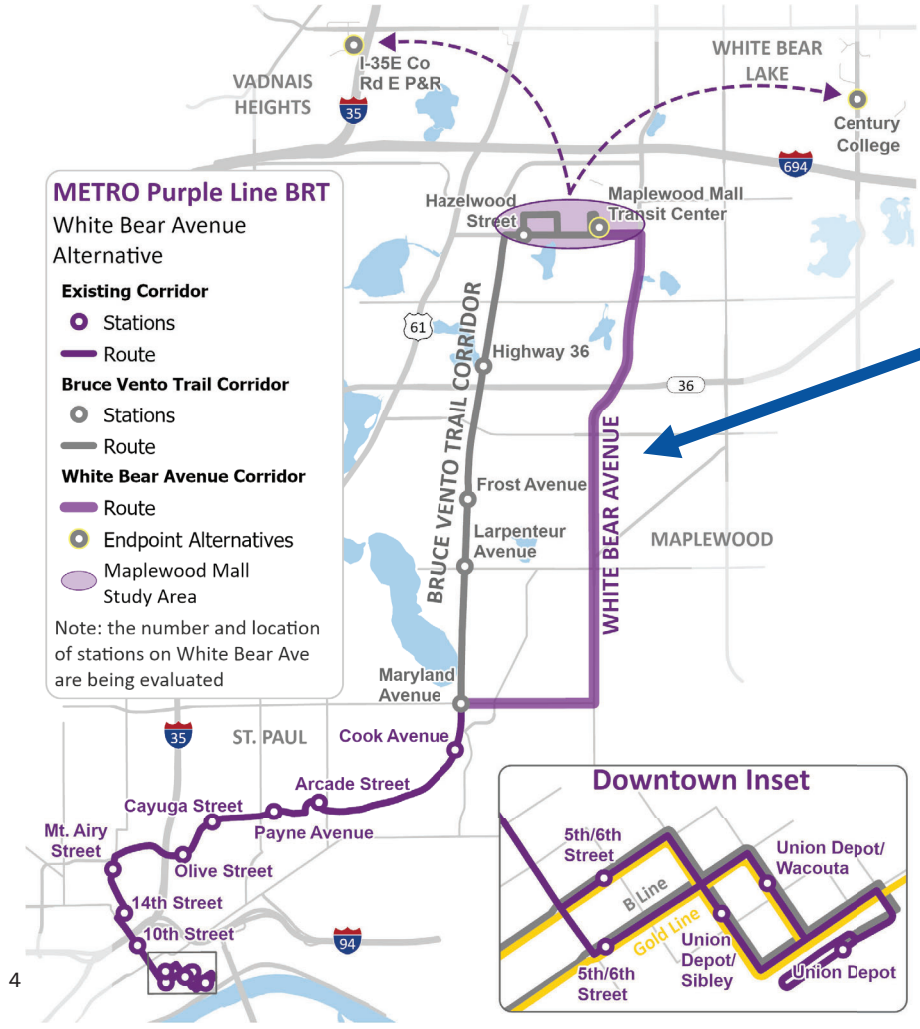 WHITE BEAR
LAKE
I-35E Co
Rd E P&R
VADNAIS
HEIGHTS
35
Century
College
694
METRO Purple Line BRT
White Bear Avenue
Alternative
Existing Corridor
Stations
Route
Bruce Vento Trail Corridor
Stations
Route
White Bear Avenue Corridor
Route
Endpoint Alternatives
Maplewood Mall
Study Area
Note: the number and location
of stations on White Bear Ave
are being evaluated
Hazelwood
Street
Maplewood Mall
Transit Center
61
BRUCE VENTO TRAIL CORRIDOR
Highway 36
36
WHITE BEAR AVENUE
Frost Avenue
Larpenteur
Avenue
MAPLEWOOD
Maryland
Avenue
35
ST. PAUL
Cook Avenue
Arcade Street
Cayuga Street
Payne Avenue
Mt. Airy
Street
Olive Street
14th Street
10th Street
94
4
Downtown Inset
5th/6th
Street
Union Depot/
Wacouta
B Line
Gold Line
5th/6th
Street
Union
Depot/
Sibley
Union Depot